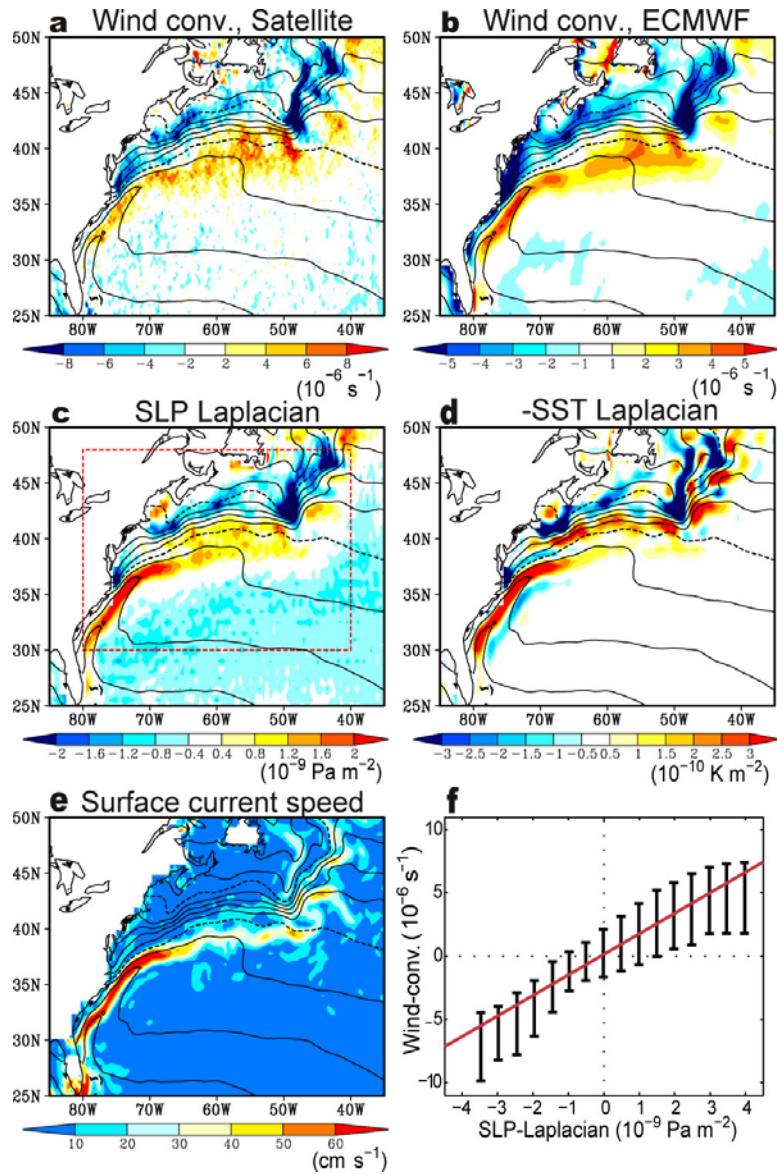 a Wind conv., Satellite
b Wind conv., ECMWF
50N
45N
40N
35N
30N
25N
80W 70W 60W 50W 40W
-8 -6 -4 -2 2 4 6 8
(10⁻⁶ s⁻¹)
50N
45N
40N
35N
30N
25N
80W 70W 60W 50W 40W
-5 -4 -3 -2 -1 1 2 3 4 5
(10⁻⁶ s⁻¹)
c SLP Laplacian
d -SST Laplacian
50N
45N
40N
35N
30N
25N
80W 70W 60W 50W 40W
-2 -1.6 -1.2 -0.8 -0.4 0.4 0.8 1.2 1.6 2
(10⁻⁹ Pa m⁻²)
50N
45N
40N
35N
30N
25N
80W 70W 60W 50W 40W
-3 -2.5 -2 -1.5 -1 -0.5 0.5 1 1.5 2 2.5 3
(10⁻¹⁰ K m⁻²)
e Surface current speed
f
50N
45N
40N
35N
30N
25N
80W 70W 60W 50W 40W
10 20 30 40 50 60
(cm s⁻¹)
Wind-conv. (10⁻⁶ s⁻¹)
10
5
0
-5
-10
-4 -3 -2 -1 0 1 2 3 4
SLP-Laplacian (10⁻⁹ Pa m⁻²)